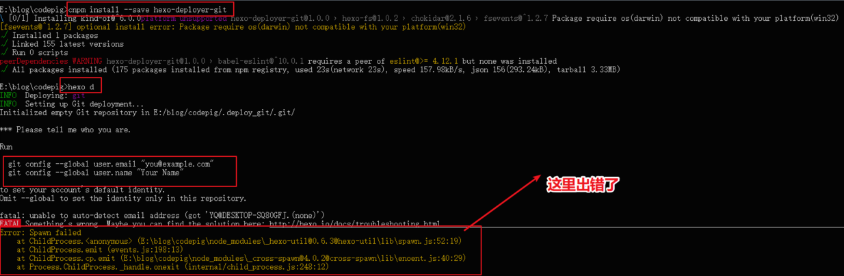 E:\blog\codepig>cnpm install --save hexo-deployer-git
\ [0/1] Installing kind-of@^6.0.0platform unsupported hexo-deployer-git@1.0.0 › hexo-fs@1.0.2 › chokidar@2.1.6 › fsevents@^1.2.7 Package require os(darwin) not compatible with your platform(win32)
[fsevents@^1.2.7] optional install error: Package require os(darwin) not compatible with your platform(win32)
√ Installed 1 packages
√ Linked 155 latest versions
√ Run 0 scripts
peerDependencies WARNING hexo-deployer-git@1.0.0 › babel-eslint@^10.0.1 requires a peer of eslint@>= 4.12.1 but none was installed
√ All packages installed (175 packages installed from npm registry, used 23s(network 23s), speed 157.98kB/s, json 156(293.24kB), tarball 3.33MB)
E:\blog\codepig>hexo d
INFO  Deploying: git
INFO  Setting up Git deployment...
Initialized empty Git repository in E:/blog/codepig/.deploy_git/.git/
*** Please tell me who you are.
Run
git config --global user.email "you@example.com"
git config --global user.name "Your Name"
to set your account's default identity.
Omit --global to set the identity only in this repository.
fatal: unable to auto-detect email address (got 'YQ@DESKTOP-SQ80GFJ.(none)')
FATAL Something's wrong. Maybe you can find the solution here: http://hexo.io/docs/troubleshooting.html
Error: Spawn failed
at ChildProcess.<anonymous> (E:\blog\codepig\node_modules\_hexo-util@0.6.3@hexo-util\lib\spawn.js:52:19)
at ChildProcess.emit (events.js:198:13)
at ChildProcess.cp.emit (E:\blog\codepig\node_modules\_cross-spawn@4.0.2@cross-spawn\lib\enoent.js:40:29)
at Process.ChildProcess._handle.onexit (internal/child_process.js:248:12)
这里出错了